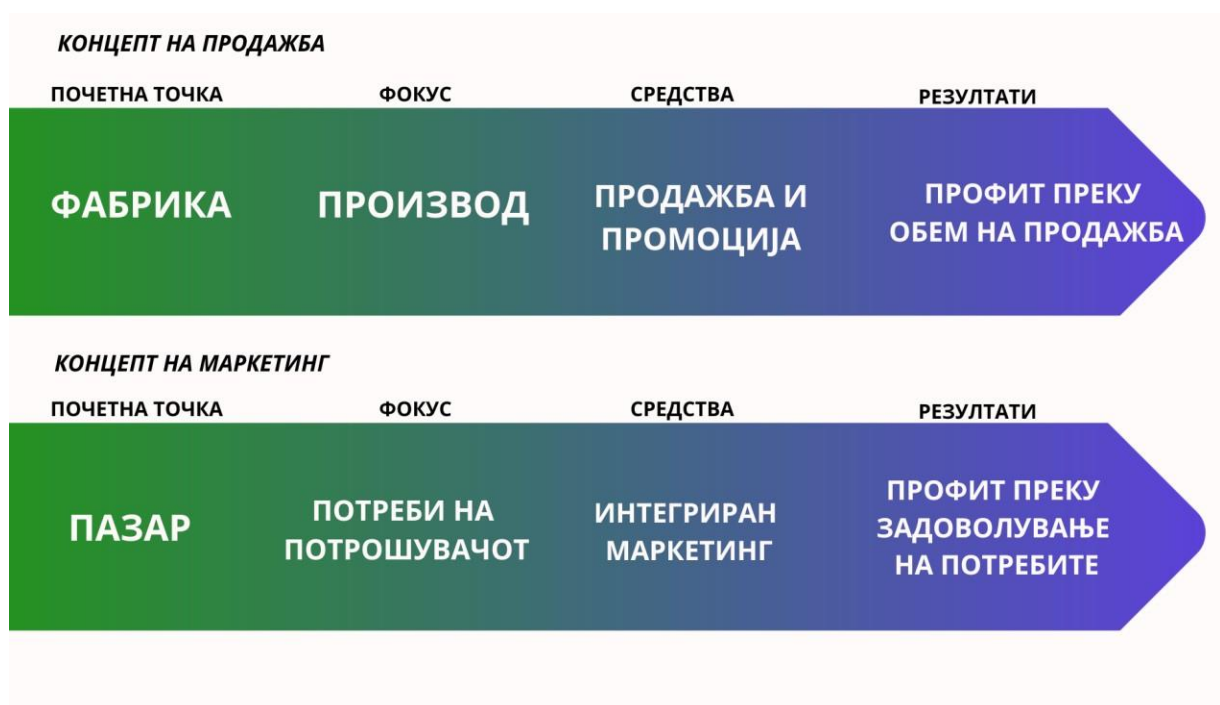 КОНЦЕПТ НА ПРОДАЖБА
ПОЧЕТНА ТОЧКА ФОКУС СРЕДСТВА РЕЗУЛТАТИ
ФАБРИКА
ПРОИЗВОД
ПРОДАЖБА И
ПРОМОЦИЈА
ПРОФИТ ПРЕКУ
ОБЕМ НА ПРОДАЖБА
КОНЦЕПТ НА МАРКЕТИНГ
ПОЧЕТНА ТОЧКА ФОКУС СРЕДСТВА РЕЗУЛТАТИ
ПАЗАР
ПОТРЕБИ НА
ПОТРОШУВАЧОТ
ИНТЕГРИРАН
МАРКЕТИНГ
ПРОФИТ ПРЕКУ
ЗАДОВОЛУВАЊЕ
НА ПОТРЕБИТЕ